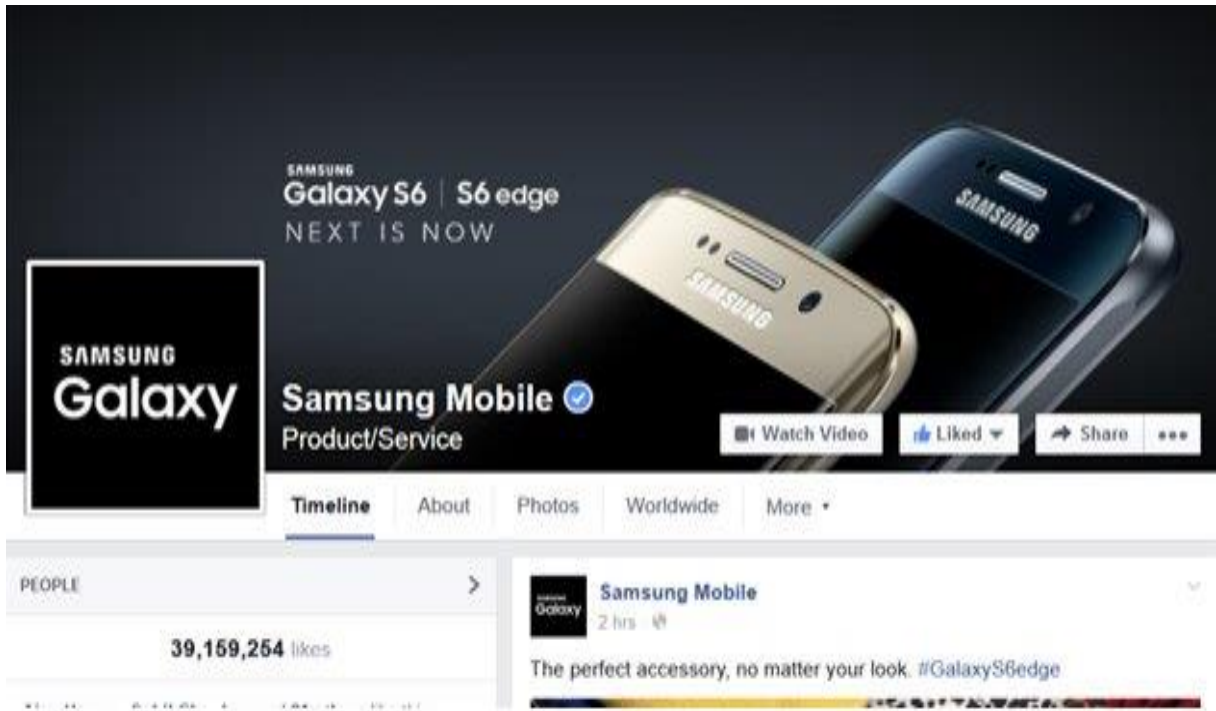 SAMSUNG
Galaxy S6 | S6 edge
NEXT IS NOW
SAMSUNG
SAMSUNG
SAMSUNG
Galaxy
Samsung Mobile
Product/Service
Watch Video
Liked
Share
Timeline
About
Photos
Worldwide
More
PEOPLE
39,159,254 likes
SAMSUNG
Galaxy
Samsung Mobile
2 hrs
The perfect accessory, no matter your look. #GalaxyS6edge